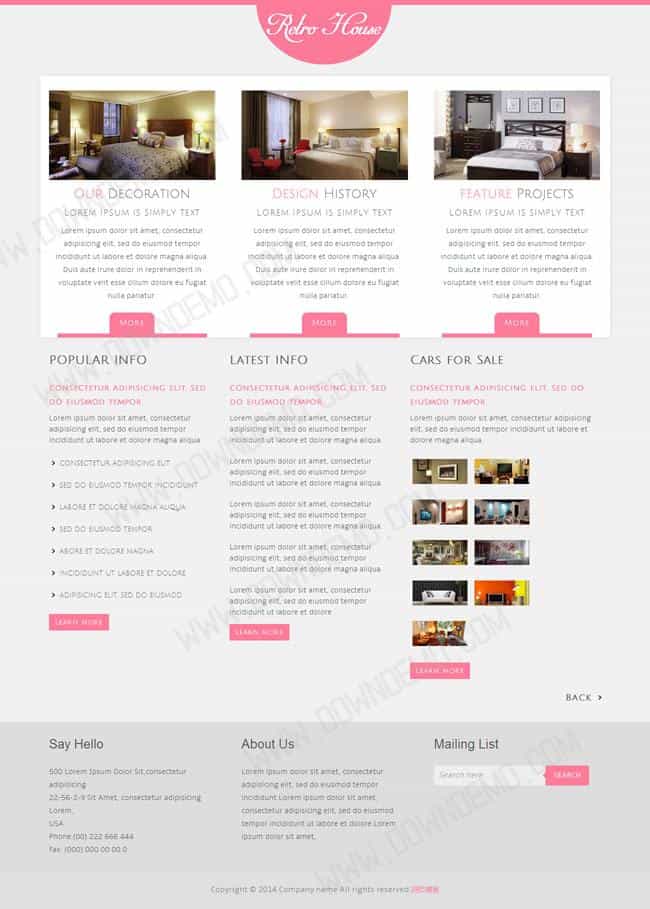 Retro House
Our Decoration
Lorem Ipsum is simply text
Lorem ipsum dolor sit amet, consectetur
adipisicing elit, sed do eiusmod tempor
incididunt ut labore et dolore magna aliqua
Duis aute irure dolor in reprehenderit in
voluptate velit esse cillum dolore eu fugiat
nulla pariatur.
More
Design History
Lorem Ipsum is simply text
Lorem ipsum dolor sit amet, consectetur
adipisicing elit, sed do eiusmod tempor
incididunt ut labore et dolore magna aliqua
Duis aute irure dolor in reprehenderit in
voluptate velit esse cillum dolore eu fugiat
nulla pariatur.
More
Feature Projects
Lorem Ipsum is simply text
Lorem ipsum dolor sit amet, consectetur
adipisicing elit, sed do eiusmod tempor
incididunt ut labore et dolore magna aliqua
Duis aute irure dolor in reprehenderit in
voluptate velit esse cillum dolore eu fugiat
nulla pariatur.
More
Popular Info
consectetur adipisicing elit, sed
do eiusmod tempor
Lorem ipsum dolor sit amet, consectetur
adipisicing elit, sed do eiusmod tempor
incididunt ut labore et dolore magna aliqua.
consectetur adipisicing elit
sed do eiusmod tempor incididunt
labore et dolore magna aliqua
sed do eiusmod tempor
abore et dolore magna
incididunt ut labore et dolore
adipisicing elit, sed do eiusmod
Learn More
Latest Info
consectetur adipisicing elit, sed
do eiusmod tempor
Lorem ipsum dolor sit amet, consectetur
adipisicing elit, sed do eiusmod tempor
incididunt ut labore et dolore magna aliqua.
Lorem ipsum dolor sit amet, consectetur
adipisicing elit, sed do eiusmod tempor
incididunt ut labore et dolore magna aliqua.
Lorem ipsum dolor sit amet, consectetur
adipisicing elit, sed do eiusmod tempor
incididunt ut labore et dolore magna aliqua.
Lorem ipsum dolor sit amet, consectetur
adipisicing elit, sed do eiusmod tempor
incididunt ut labore et dolore magna aliqua.
Lorem ipsum dolor sit amet, consectetur
adipisicing elit, sed do eiusmod tempor
incididunt ut labore et dolore
Learn More
Cars for Sale
consectetur adipisicing elit, sed do
eiusmod tempor
Lorem ipsum dolor sit amet, consectetur
adipisicing elit, sed do eiusmod tempor incididunt ut
labore et dolore magna aliqua.
Learn More
Back
Say Hello
500 Lorem Ipsum Dolor Sit,consectetur
adipisicing
22-56-2-9 Sit Amet, consectetur adipisicing
Lorem,
USA
Phone:(00) 222 666 444
Fax: (000) 000 00 00 0
About Us
Lorem ipsum dolor sit amet, consectetur
adipisicing elit, sed do eiusmod tempor
incididunt.Lorem ipsum dolor sit amet,
consectetur adipisicing elit, sed do eiusmod tempor
incididunt ut labore et dolore.Lorem
ipsum dolor sit amet,
Mailing List
Search here
Search
Copyright © 2014.Company name All rights reserved.
WWW.DOWNDEMO.COM